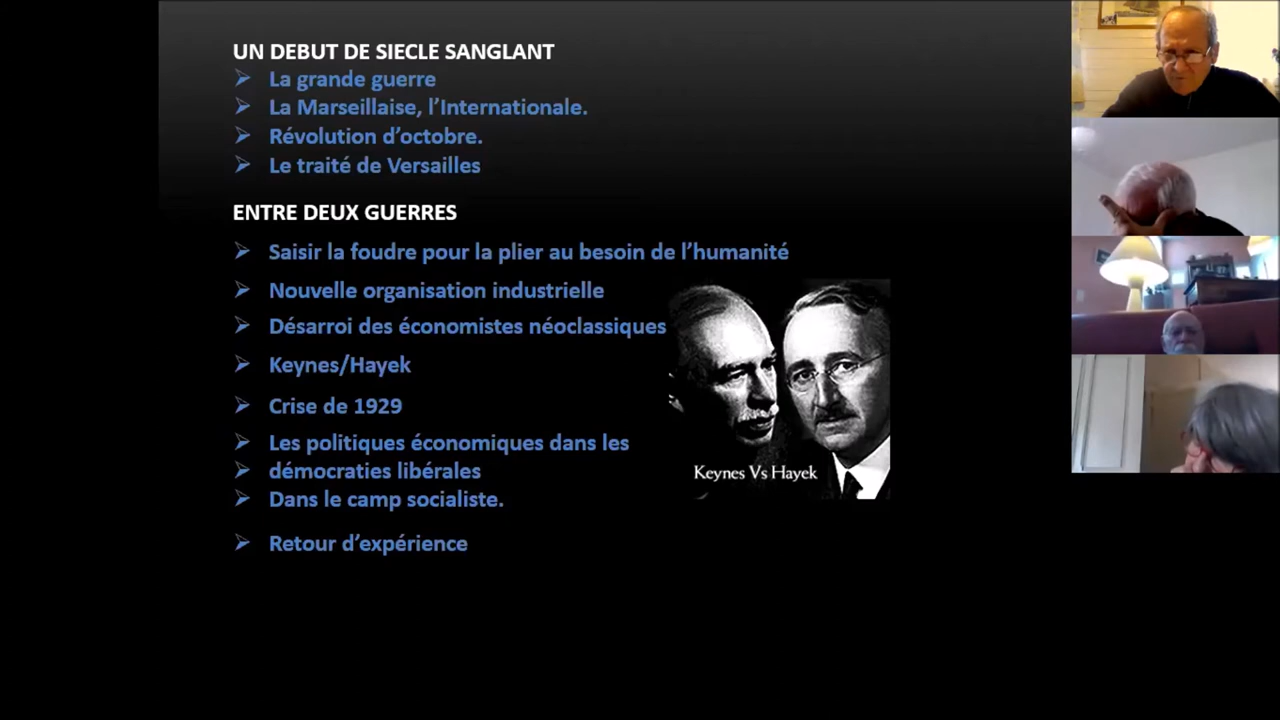 UN DEBUT DE SIECLE SANGLANT
La grande guerre
La Marseillaise, l’Internationale.
Révolution d’octobre.
Le traité de Versailles
ENTRE DEUX GUERRES
Saisir la foudre pour la plier au besoin de l’humanité
Nouvelle organisation industrielle
Désarroi des économistes néoclassiques
Keynes/Hayek
Crise de 1929
Les politiques économiques dans les
démocraties libérales
Dans le camp socialiste.
Retour d’expérience
Keynes Vs Hayek